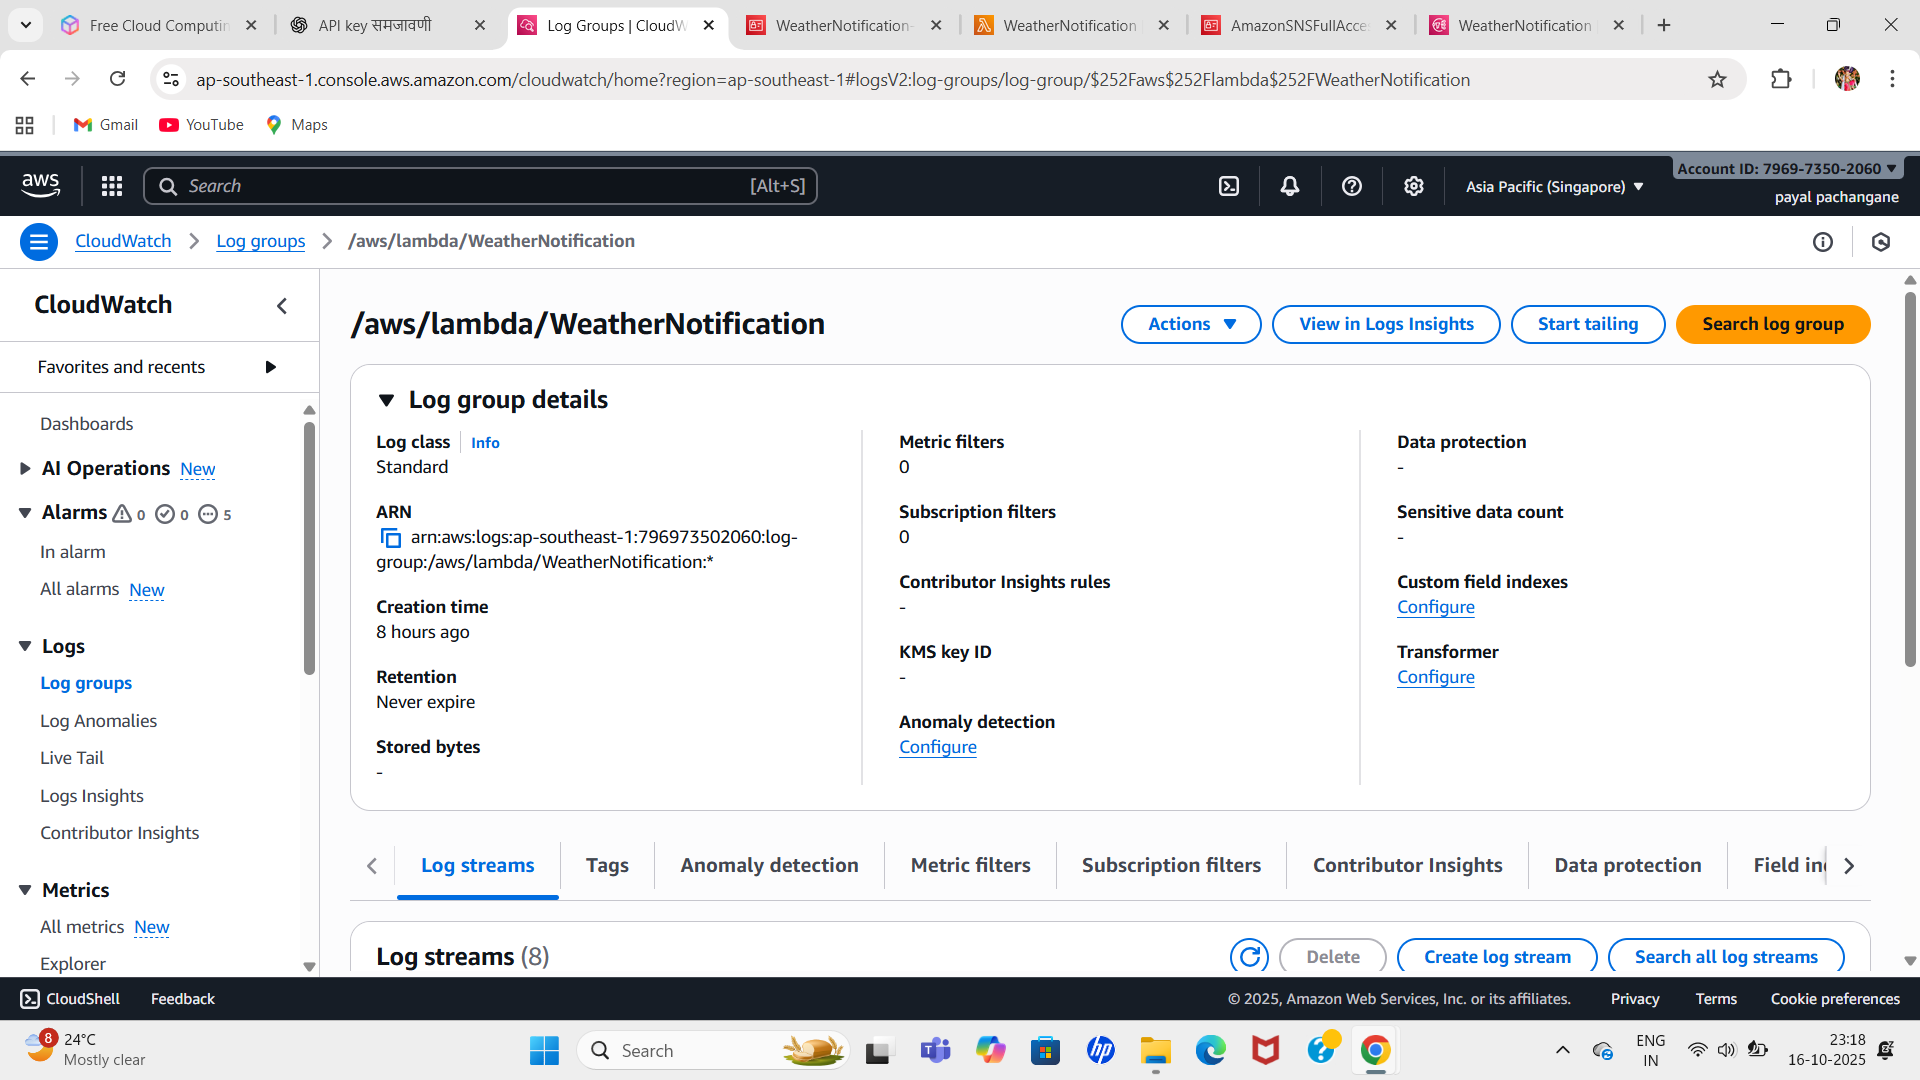 Free Cloud Computin
API key समजावणी
Log Groups | CloudW
WeatherNotification-
WeatherNotification
AmazonSNSFullAcce
WeatherNotification
ap-southeast-1.console.aws.amazon.com/cloudwatch/home?region=ap-southeast-1#logsV2:log-groups/log-group/$252Faws$252Flambda$252FWeatherNotification
Gmail
YouTube
Maps
aws
Search
[Alt+S]
Asia Pacific (Singapore)
Account ID: 7969-7350-2060
payal pachangane
CloudWatch
Log groups
/aws/lambda/WeatherNotification
CloudWatch
Favorites and recents
Dashboards
AI Operations New
Alarms 0 0 5
In alarm
All alarms New
Logs
Log groups
Log Anomalies
Live Tail
Logs Insights
Contributor Insights
Metrics
All metrics New
Explorer
/aws/lambda/WeatherNotification
Actions
View in Logs Insights
Start tailing
Search log group
Log group details
Log class
Info
Standard
ARN
arn:aws:logs:ap-southeast-1:796973502060:log-
group:/aws/lambda/WeatherNotification:*
Creation time
8 hours ago
Retention
Never expire
Stored bytes
-
Metric filters
0
Subscription filters
0
Contributor Insights rules
-
KMS key ID
-
Anomaly detection
Configure
Data protection
-
Sensitive data count
-
Custom field indexes
Configure
Transformer
Configure
Log streams
Tags
Anomaly detection
Metric filters
Subscription filters
Contributor Insights
Data protection
Field in
Log streams (8)
Delete
Create log stream
Search all log streams
CloudShell
Feedback
© 2025, Amazon Web Services, Inc. or its affiliates.
Privacy
Terms
Cookie preferences
8
24°C
Mostly clear
Search
ENG
IN
23:18
16-10-2025